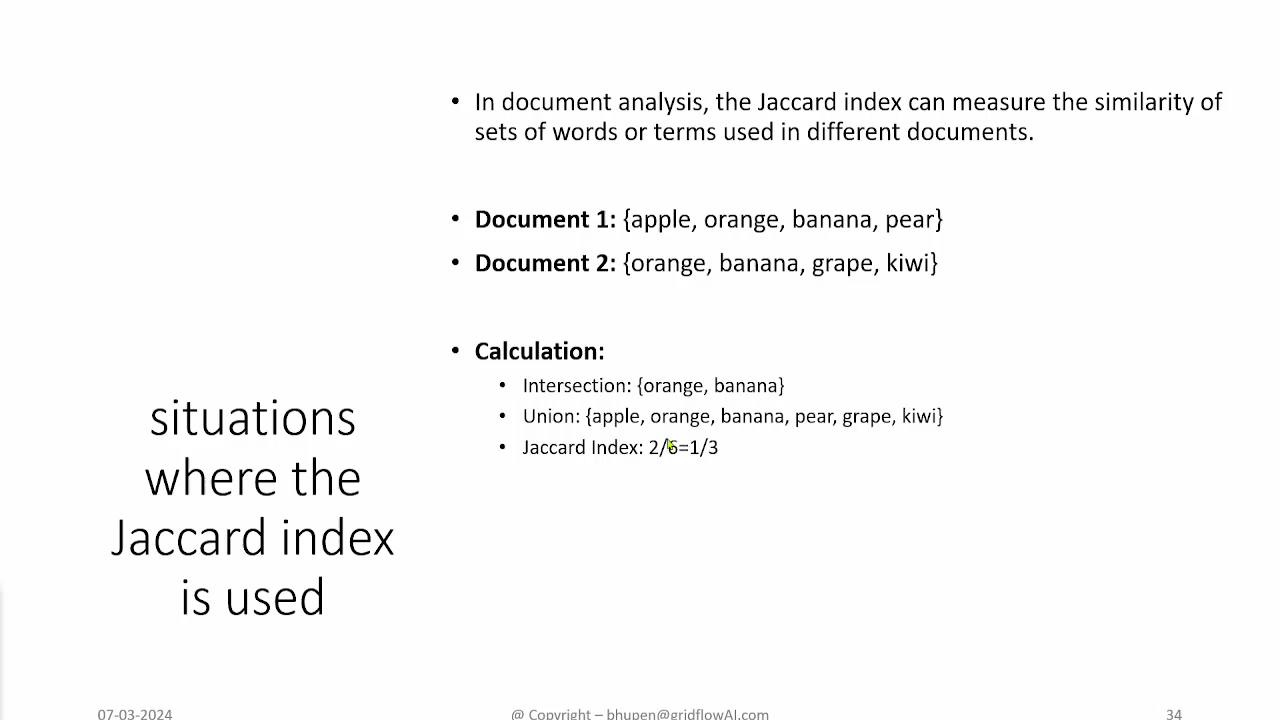 situations
where the
Jaccard index
is used
• In document analysis, the Jaccard index can measure the similarity of
sets of words or terms used in different documents.
• Document 1: {apple, orange, banana, pear}
• Document 2: {orange, banana, grape, kiwi}
• Calculation:
• Intersection: {orange, banana}
• Union: {apple, orange, banana, pear, grape, kiwi}
• Jaccard Index: 2/6=1/3
07-03-2024
@ Copyright – bhupen@gridflowAI.com
34